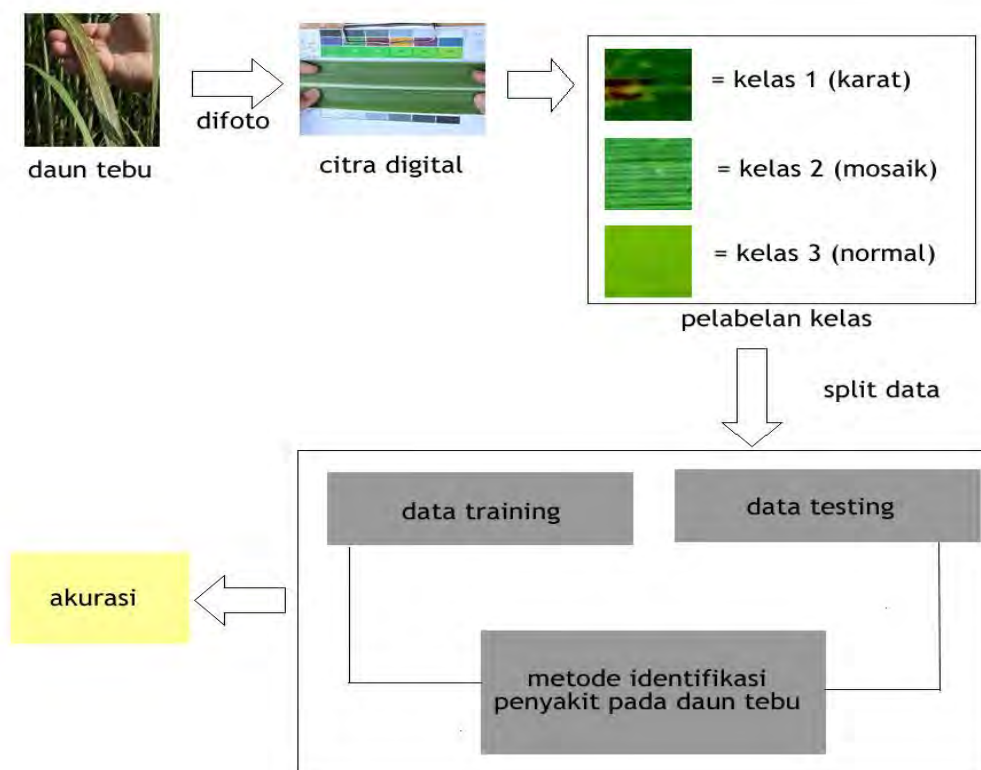 daun tebu
difoto
citra digital
= kelas 1 (karat)
= kelas 2 (mosaik)
= kelas 3 (normal)
pelabelan kelas
split data
data training
data testing
metode identifikasi
penyakit pada daun tebu
akurasi